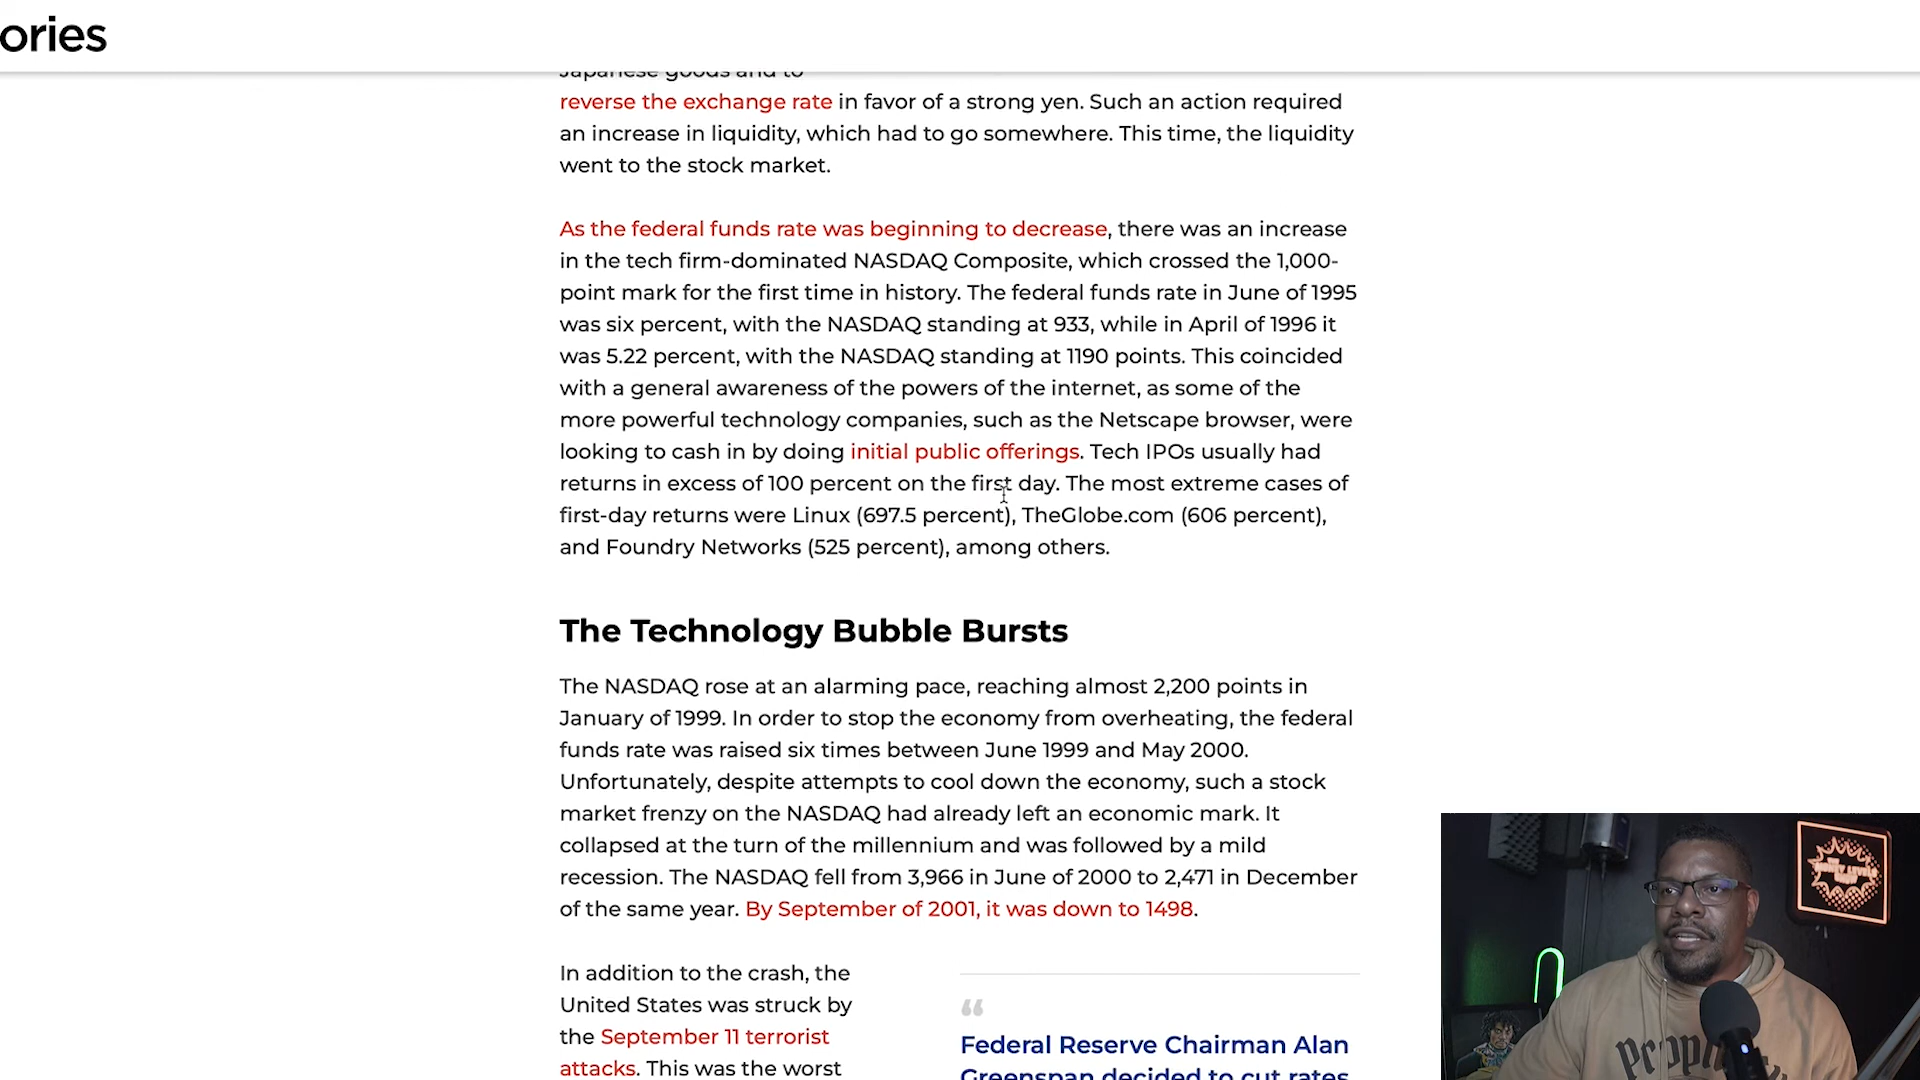 ories
Japanese goods and to
reverse the exchange rate in favor of a strong yen. Such an action required
an increase in liquidity, which had to go somewhere. This time, the liquidity
went to the stock market.
As the federal funds rate was beginning to decrease, there was an increase
in the tech firm-dominated NASDAQ Composite, which crossed the 1,000-
point mark for the first time in history. The federal funds rate in June of 1995
was six percent, with the NASDAQ standing at 933, while in April of 1996 it
was 5.22 percent, with the NASDAQ standing at 1190 points. This coincided
with a general awareness of the powers of the internet, as some of the
more powerful technology companies, such as the Netscape browser, were
looking to cash in by doing initial public offerings. Tech IPOs usually had
returns in excess of 100 percent on the first day. The most extreme cases of
first-day returns were Linux (697.5 percent), TheGlobe.com (606 percent),
and Foundry Networks (525 percent), among others.
The Technology Bubble Bursts
The NASDAQ rose at an alarming pace, reaching almost 2,200 points in
January of 1999. In order to stop the economy from overheating, the federal
funds rate was raised six times between June 1999 and May 2000.
Unfortunately, despite attempts to cool down the economy, such a stock
market frenzy on the NASDAQ had already left an economic mark. It
collapsed at the turn of the millennium and was followed by a mild
recession. The NASDAQ fell from 3,966 in June of 2000 to 2,471 in December
of the same year. By September of 2001, it was down to 1498.
In addition to the crash, the
United States was struck by
the September 11 terrorist
attacks. This was the worst
“
Federal Reserve Chairman Alan
Greenspan decided to cut rates